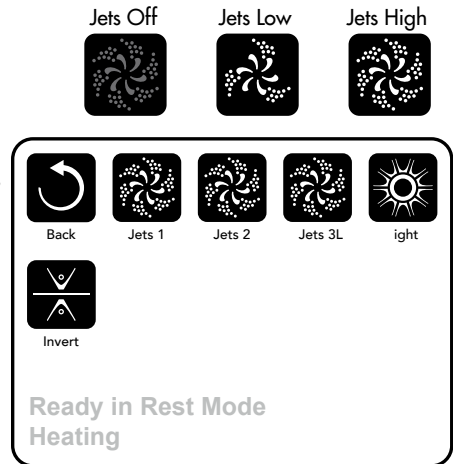 Jets Off Jets Low Jets High
Back Jets 1 Jets 2 Jets 3L ight
Invert
Ready in Rest Mode
Heating